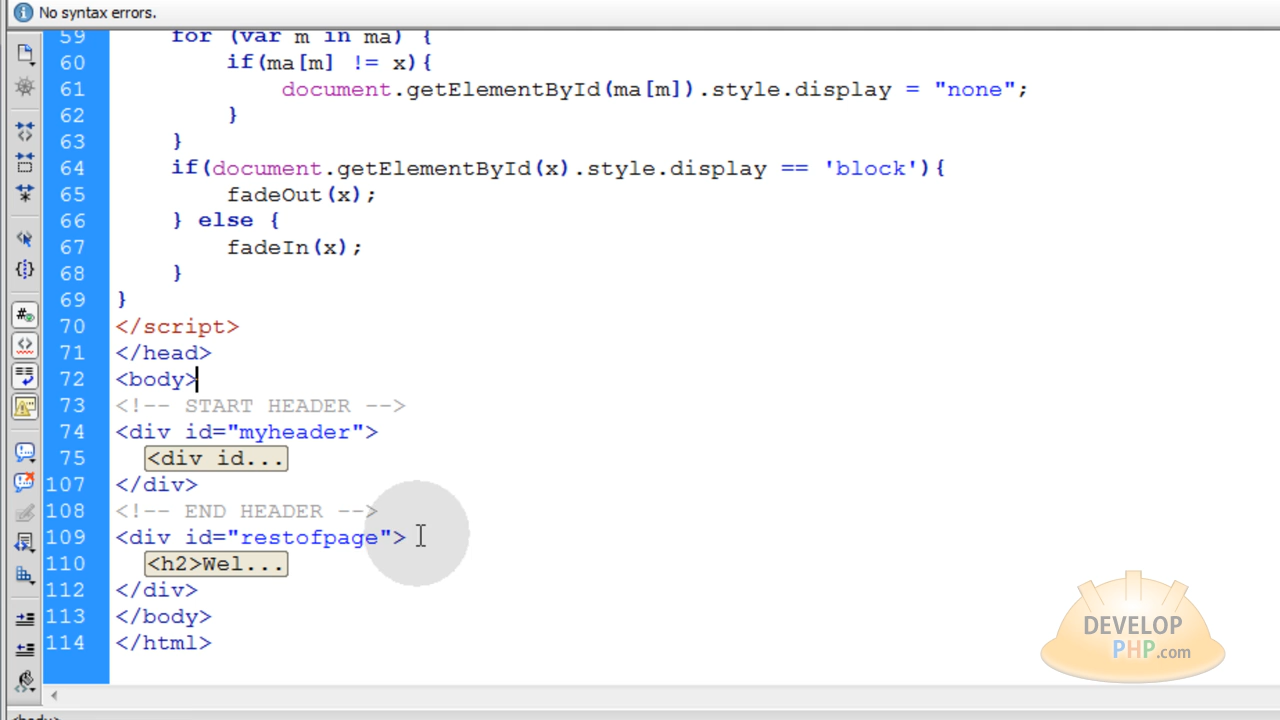 No syntax errors.
59 for (var m in ma) {
60 if(ma[m] != x){
61 document.getElementById(ma[m]).style.display = "none";
62 }
63 }
64 if(document.getElementById(x).style.display == 'block'){
65 fadeOut(x);
66 } else {
67 fadeIn(x);
68 }
69 }
70 </script>
71 </head>
72 <body>
73 <!-- START HEADER -->
74 <div id="myheader">
75 <div id...
107 </div>
108 <!-- END HEADER -->
109 <div id="restofpage">
110 <h2>Wel...
112 </div>
113 </body>
114 </html>
DEVELOP
PHP.com
<body>